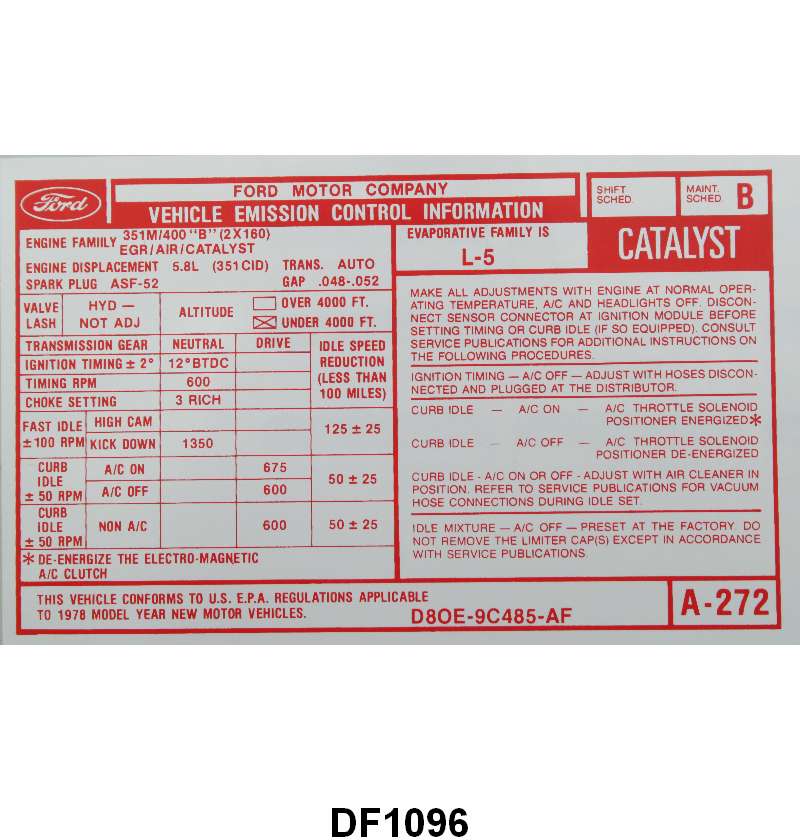 Ford
FORD MOTOR COMPANY
VEHICLE EMISSION CONTROL INFORMATION
SHIFT
SCHED.
MAINT.
SCHED. B
ENGINE FAMILY 351M/400 "B" (2X160)
EGR/AIR/CATALYST
ENGINE DISPLACEMENT 5.8L (351CID) TRANS. AUTO
SPARK PLUG ASF-52 GAP .048-.052
EVAPORATIVE FAMILY IS
L-5
CATALYST
VALVE
LASH
HYD —
NOT ADJ
ALTITUDE
OVER 4000 FT.
☒ UNDER 4000 FT.
TRANSMISSION GEAR NEUTRAL DRIVE
IDLE SPEED
REDUCTION
(LESS THAN
100 MILES)
IGNITION TIMING ± 2° 12°BTDC
TIMING RPM 600
CHOKE SETTING 3 RICH
FAST IDLE
±100 RPM
HIGH CAM
KICK DOWN 1350
125 ± 25
CURB
IDLE
± 50 RPM
A/C ON 675
A/C OFF 600
50 ± 25
CURB
IDLE
± 50 RPM
NON A/C 600 50 ± 25
* DE-ENERGIZE THE ELECTRO-MAGNETIC
A/C CLUTCH
MAKE ALL ADJUSTMENTS WITH ENGINE AT NORMAL OPER-
ATING TEMPERATURE, A/C AND HEADLIGHTS OFF. DISCON-
NECT SENSOR CONNECTOR AT IGNITION MODULE BEFORE
SETTING TIMING OR CURB IDLE (IF SO EQUIPPED). CONSULT
SERVICE PUBLICATIONS FOR ADDITIONAL INSTRUCTIONS ON
THE FOLLOWING PROCEDURES.
IGNITION TIMING — A/C OFF — ADJUST WITH HOSES DISCON-
NECTED AND PLUGGED AT THE DISTRIBUTOR.
CURB IDLE — A/C ON — A/C THROTTLE SOLENOID
POSITIONER ENERGIZED*
CURB IDLE — A/C OFF — A/C THROTTLE SOLENOID
POSITIONER DE-ENERGIZED
CURB IDLE - A/C ON OR OFF - ADJUST WITH AIR CLEANER IN
POSITION. REFER TO SERVICE PUBLICATIONS FOR VACUUM
HOSE CONNECTIONS DURING IDLE SET.
IDLE MIXTURE — A/C OFF — PRESET AT THE FACTORY. DO
NOT REMOVE THE LIMITER CAP(S) EXCEPT IN ACCORDANCE
WITH SERVICE PUBLICATIONS.
THIS VEHICLE CONFORMS TO U.S. E.P.A. REGULATIONS APPLICABLE
TO 1978 MODEL YEAR NEW MOTOR VEHICLES.
D8OE-9C485-AF
A-272
DF1096